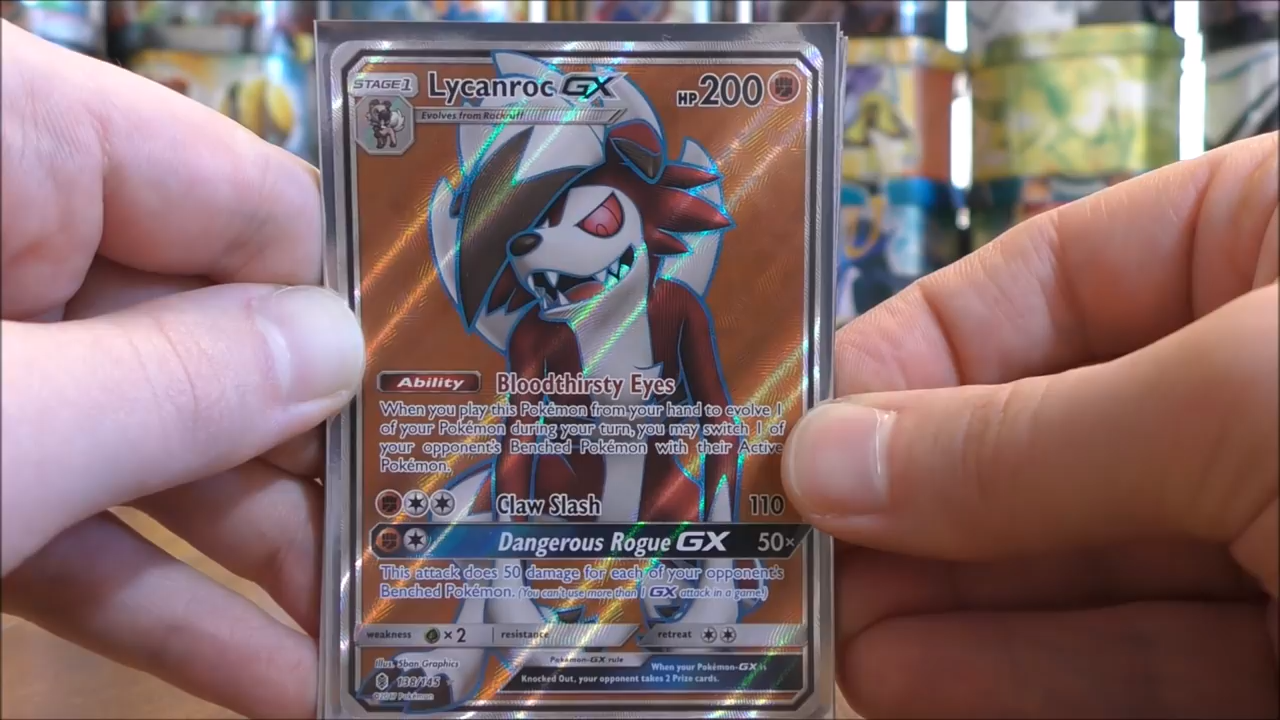 STAGE 1 Lycanroc GX HP 200
Evolves from Rockruff
Ability Bloodthirsty Eyes
When you play this Pokémon from your hand to evolve 1
of your Pokémon during your turn, you may switch 1 of
your opponent's Benched Pokémon with their Active
Pokémon.
Claw Slash 110
Dangerous Rogue GX 50×
This attack does 50 damage for each of your opponent's
Benched Pokémon. (You can't use more than 1 GX attack in a game.)
weakness ×2 resistance retreat
Illus. 5ban Graphics
Pokémon-GX rule When your Pokémon-GX is
138/145 Knocked Out, your opponent takes 2 Prize cards.
©2017 Pokémon